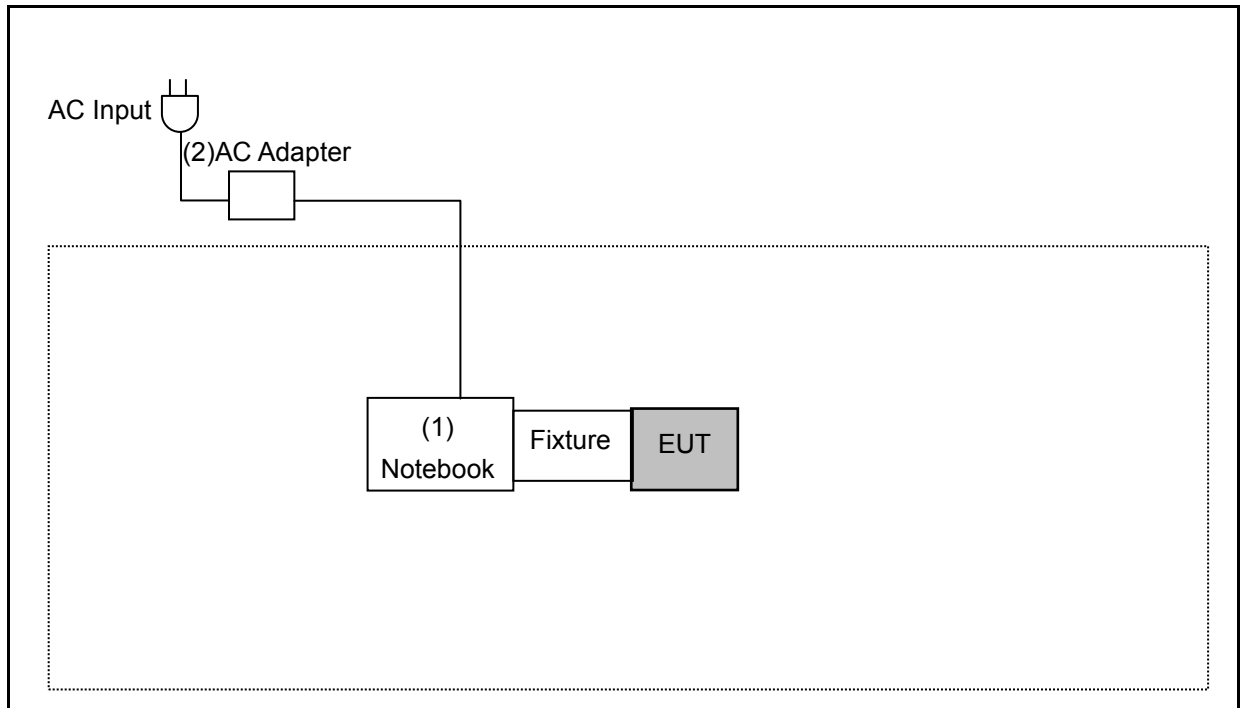 AC Input
(2)AC Adapter
(1)
Notebook
Fixture
EUT